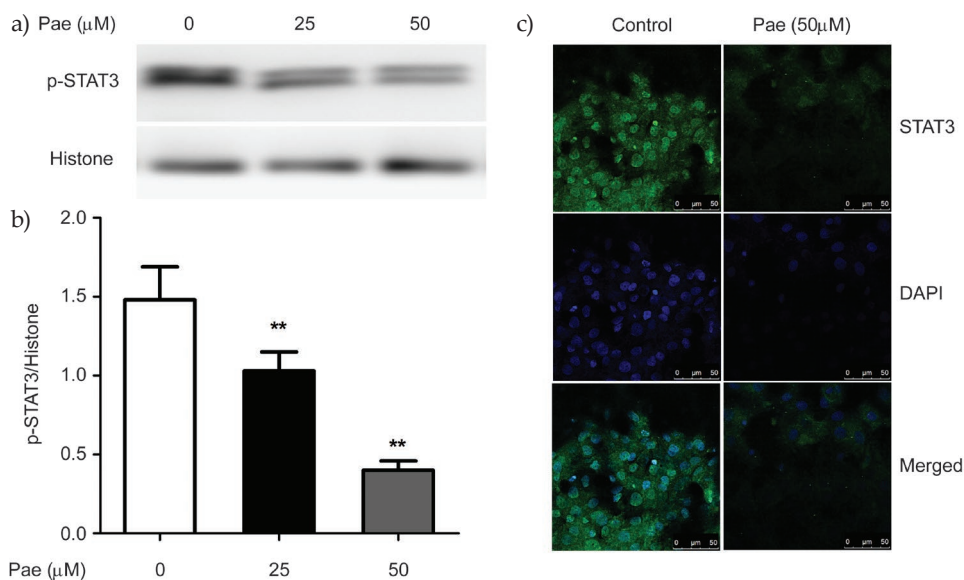 a)
Pae (μM) 0 25 50
p-STAT3
Histone
b)
2.0
1.5
1.0
0.5
0.0
p-STAT3/Histone
**
**
Pae (μM) 0 25 50
c)
Control Pae (50μM)
STAT3
0 μm 50 0 μm 50
DAPI
0 μm 50 0 μm 50
Merged
0 μm 50 0 μm 50